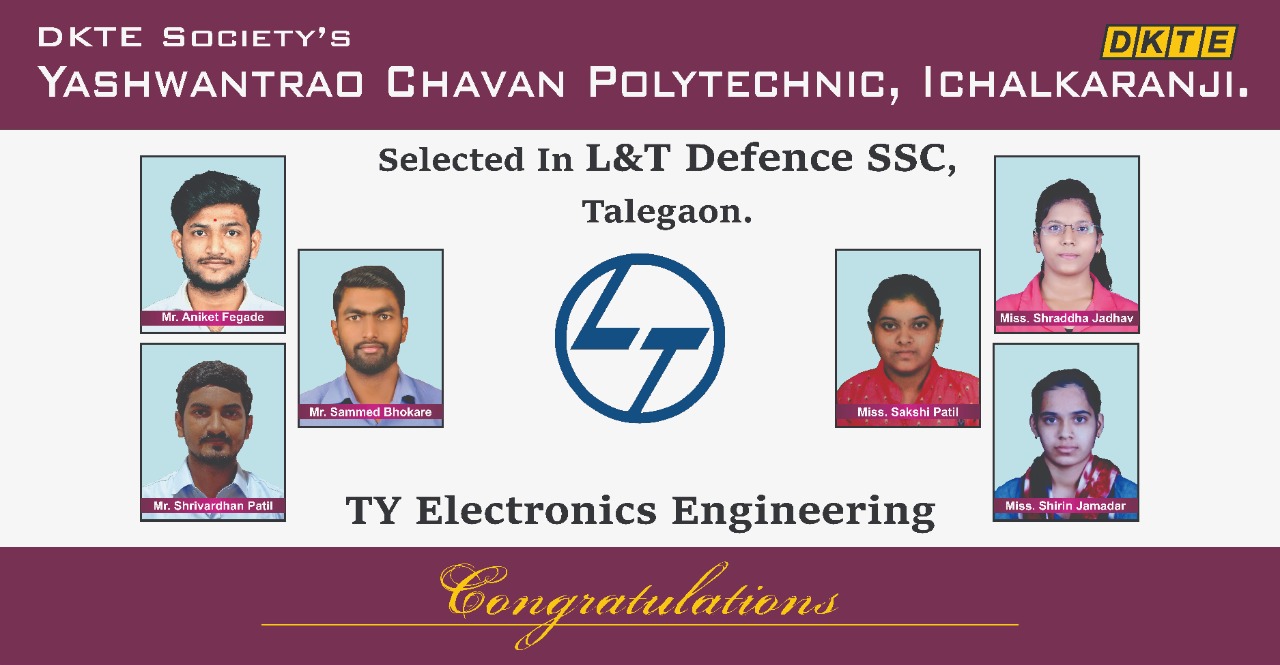 DKTE Society's
DKTE
Yashwantrao Chavan Polytechnic, Ichalkaranji.
Selected In L&T Defence SSC,
Talegaon.
Mr. Aniket Fegade
Miss. Shraddha Jadhav
LT
Mr. Sammed Bhokare
Miss. Sakshi Patil
Mr. Shrivardhan Patil
Miss. Shirin Jamadar
TY Electronics Engineering
Congratulations